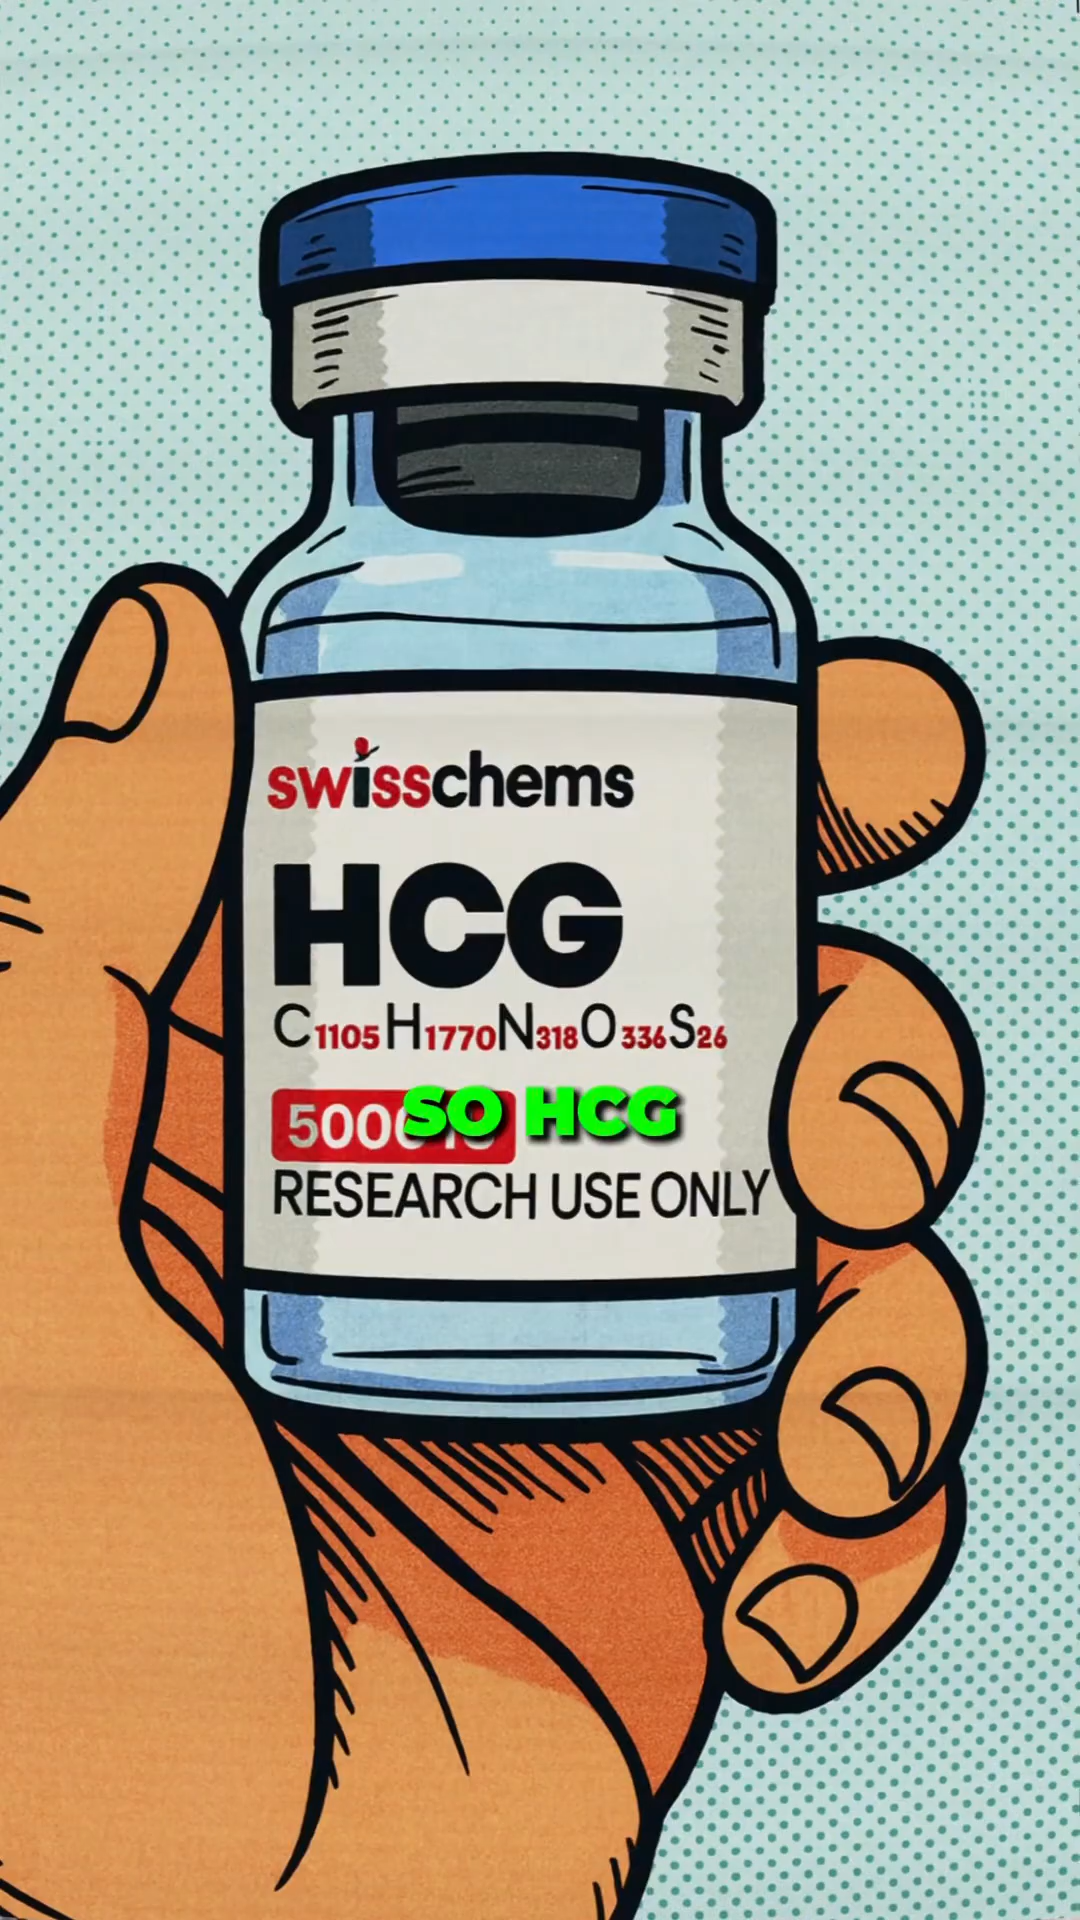 swisschems
HCG
C1105H1770N318O336S26
SO HCG
RESEARCH USE ONLY